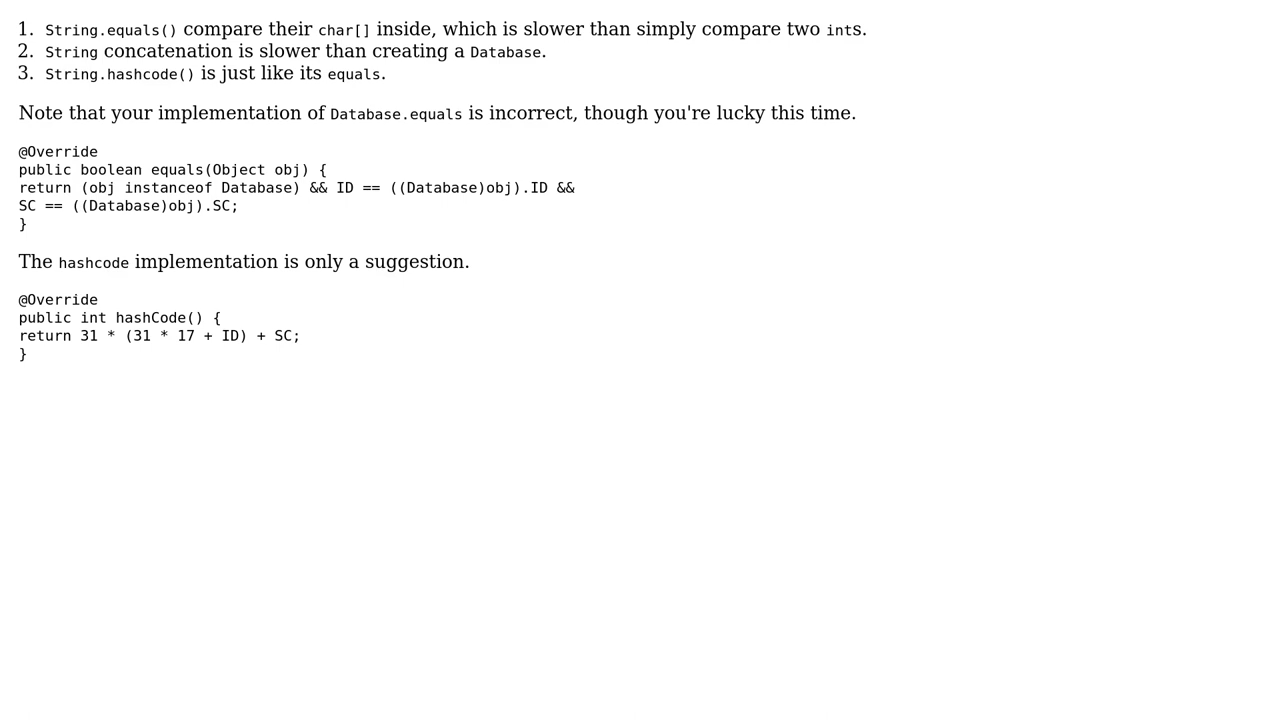 1. String.equals() compare their char[] inside, which is slower than simply compare two ints.
2. String concatenation is slower than creating a Database.
3. String.hashcode() is just like its equals.
Note that your implementation of Database.equals is incorrect, though you're lucky this time.
@Override
public boolean equals(Object obj) {
return (obj instanceof Database) && ID == ((Database)obj).ID &&
SC == ((Database)obj).SC;
}
The hashcode implementation is only a suggestion.
@Override
public int hashCode() {
return 31 * (31 * 17 + ID) + SC;
}